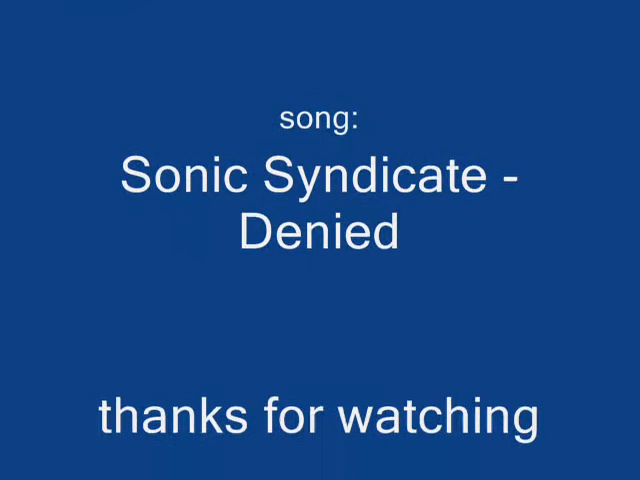 song:
Sonic Syndicate -
Denied
thanks for watching